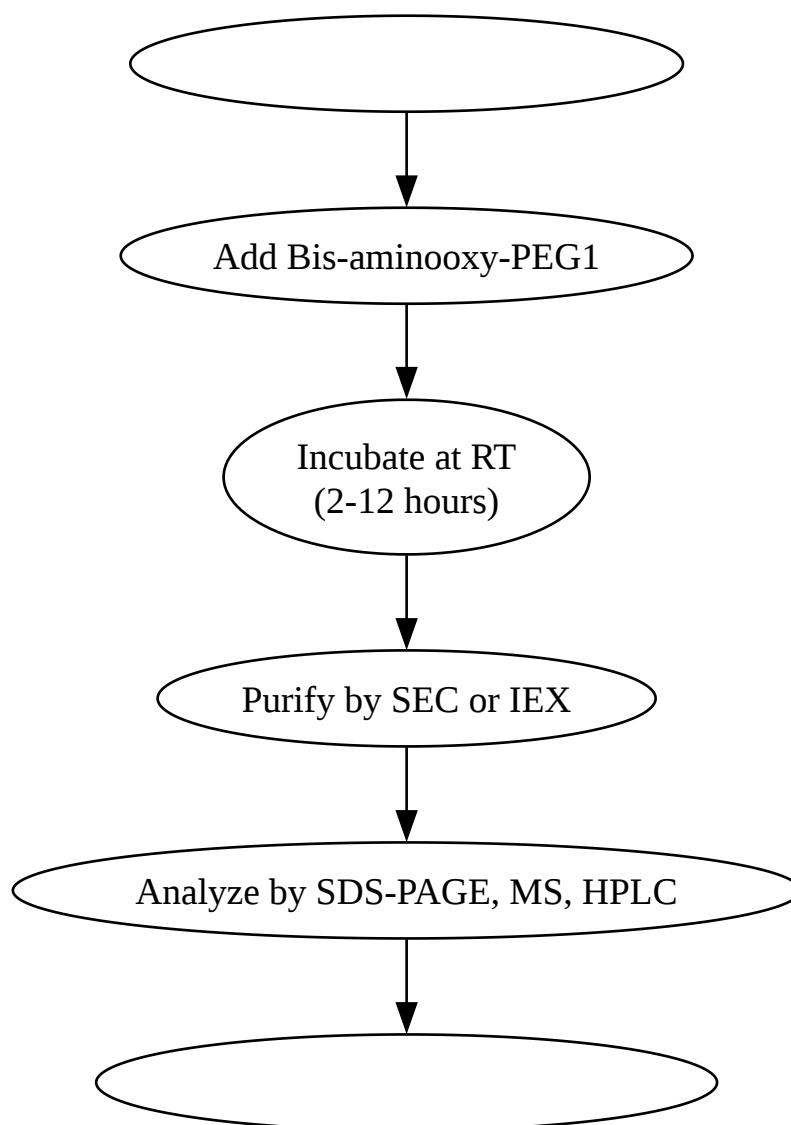 Add Bis-aminooxy-PEG1
Incubate at RT
(2-12 hours)
Purify by SEC or IEX
Analyze by SDS-PAGE, MS, HPLC